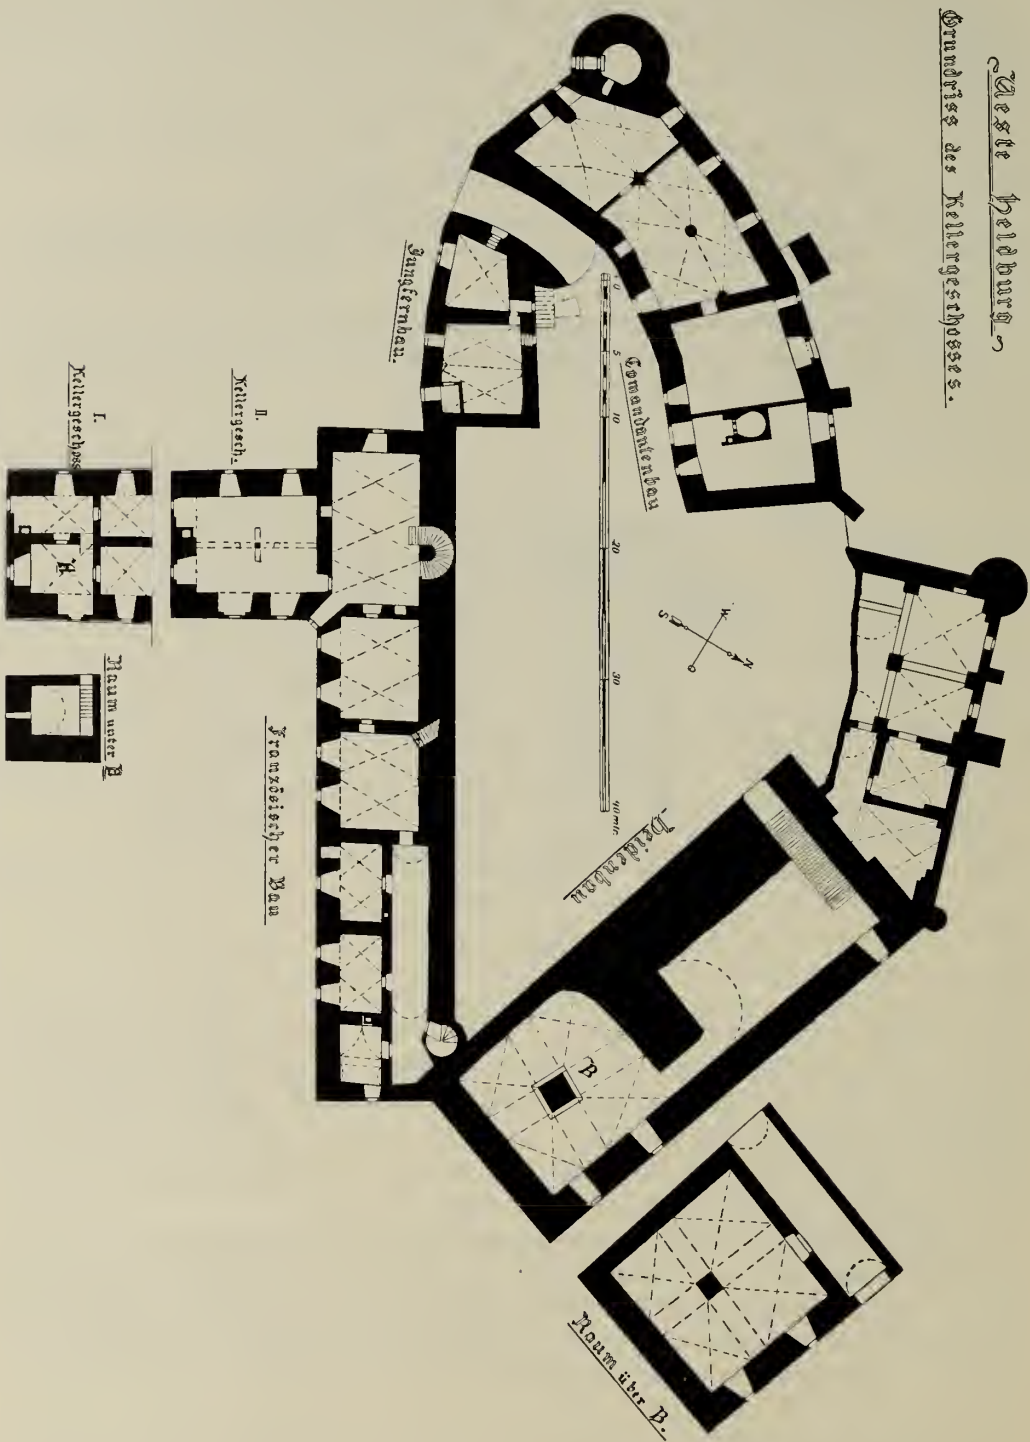 Veste Heldburg.
Grundriss des Kellergeschosses.
Jungfernbau.
Comandantenbau
0 5 10 20 30 40 mtr.
W. N. S O
Heidenbau
B
Raum über B.
Französischer Bau
II.
Kellergesch.
I.
Kellergeschoss
A
Raum unter A